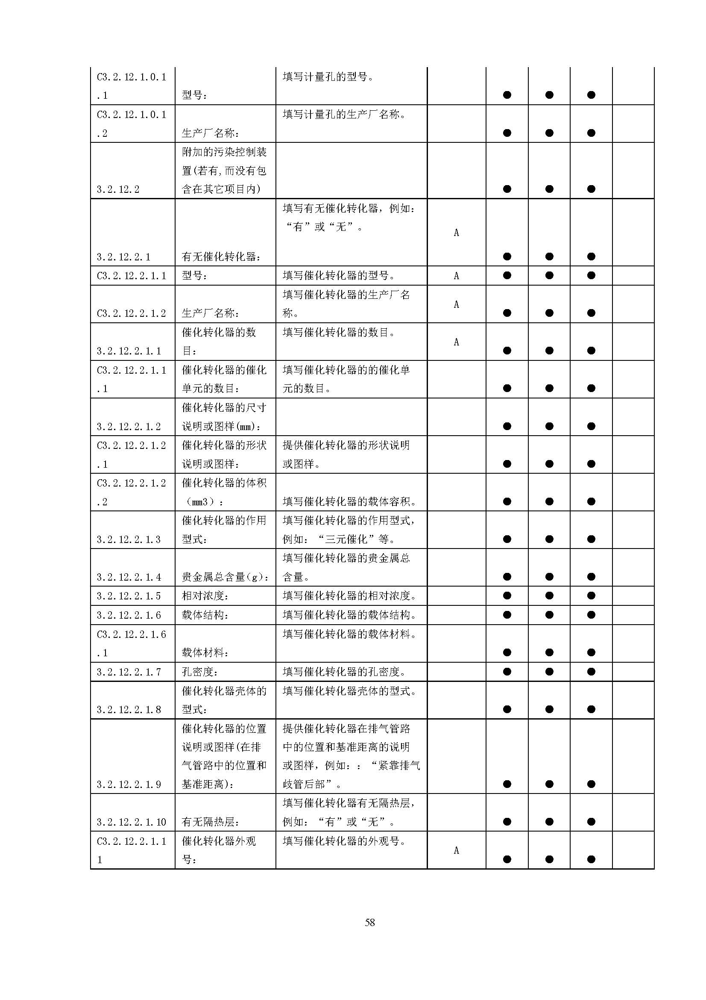 C3.2.12.1.0.1 填写计量孔的型号。
.1 型号: ● ● ●
C3.2.12.1.0.1 填写计量孔的生产厂名称。
.2 生产厂名称: ● ● ●
附加的污染控制装
置(若有,而没有包
3.2.12.2 含在其它项目内) ● ● ●
填写有无催化转化器，例如:
“有”或“无”。
A
3.2.12.2.1 有无催化转化器: ● ● ●
C3.2.12.2.1.1 型号: 填写催化转化器的型号。 A ● ● ●
填写催化转化器的生产厂名
A
C3.2.12.2.1.2 生产厂名称: 称。 ● ● ●
催化转化器的数 填写催化转化器的数目。
A
3.2.12.2.1.1 目: ● ● ●
C3.2.12.2.1.1 催化转化器的催化 填写催化转化器的的催化单
.1 单元的数目: 元的数目。 ● ● ●
催化转化器的尺寸
3.2.12.2.1.2 说明或图样(mm): ● ● ●
C3.2.12.2.1.2 催化转化器的形状 提供催化转化器的形状说明
.1 说明或图样: 或图样。 ● ● ●
C3.2.12.2.1.2 催化转化器的体积
.2 （mm3）: 填写催化转化器的载体容积。 ● ● ●
催化转化器的作用 填写催化转化器的作用型式，
3.2.12.2.1.3 型式: 例如: “三元催化”等。 ● ● ●
填写催化转化器的贵金属总
3.2.12.2.1.4 贵金属总含量(g): 含量。 ● ● ●
3.2.12.2.1.5 相对浓度: 填写催化转化器的相对浓度。 ● ● ●
3.2.12.2.1.6 载体结构: 填写催化转化器的载体结构。 ● ● ●
C3.2.12.2.1.6 填写催化转化器的载体材料。
.1 载体材料: ● ● ●
3.2.12.2.1.7 孔密度: 填写催化转化器的孔密度。 ● ● ●
催化转化器壳体的 填写催化转化器壳体的型式。
3.2.12.2.1.8 型式: ● ● ●
催化转化器的位置 提供催化转化器在排气管路
说明或图样(在排 中的位置和基准距离的说明
气管路中的位置和 或图样，例如:: “紧靠排气
3.2.12.2.1.9 基准距离): 歧管后部”。 ● ● ●
填写催化转化器有无隔热层，
3.2.12.2.1.10 有无隔热层: 例如: “有”或“无”。 ● ● ●
C3.2.12.2.1.1 催化转化器外观 填写催化转化器的外观号。
A
1 号: ● ● ●
58